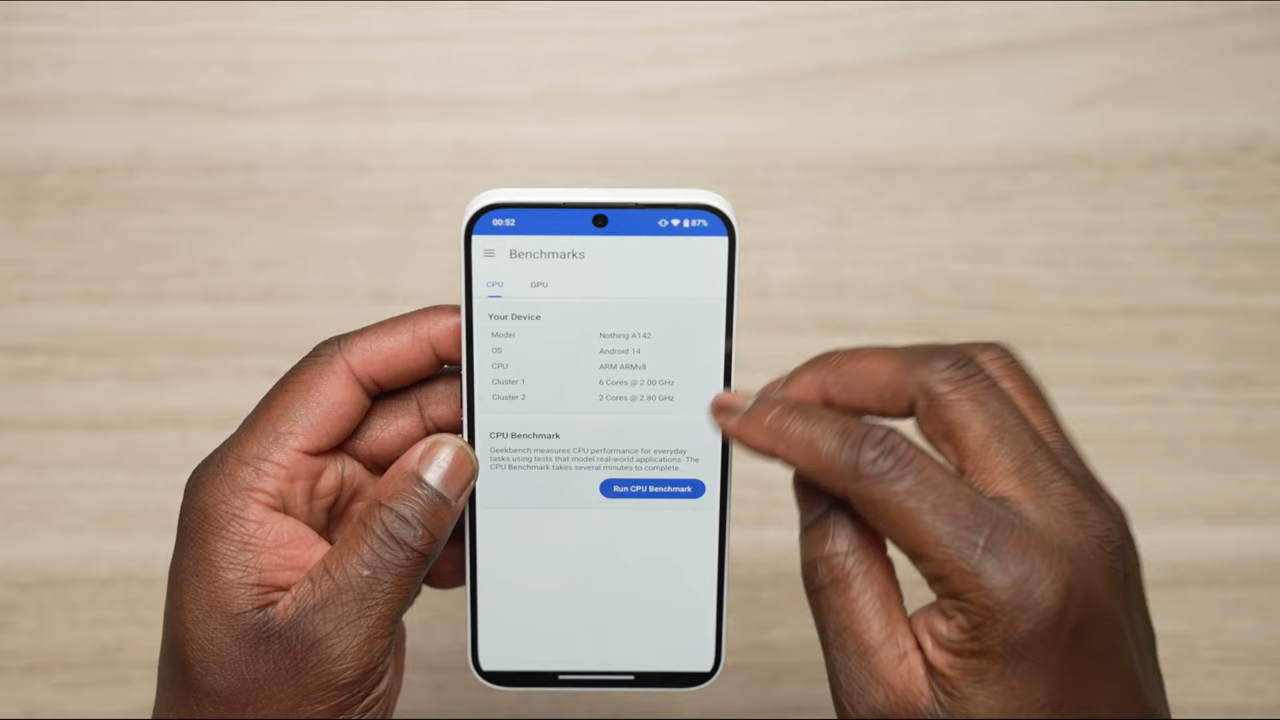 00:52 87%
Benchmarks
CPU GPU
Your Device
Model Nothing A142
OS Android 14
CPU ARM ARMv8
Cluster 1 6 Cores @ 2.00 GHz
Cluster 2 2 Cores @ 2.80 GHz
CPU Benchmark
Geekbench measures CPU performance for everyday
tasks using tests that model real-world applications. The
CPU Benchmark takes several minutes to complete.
Run CPU Benchmark